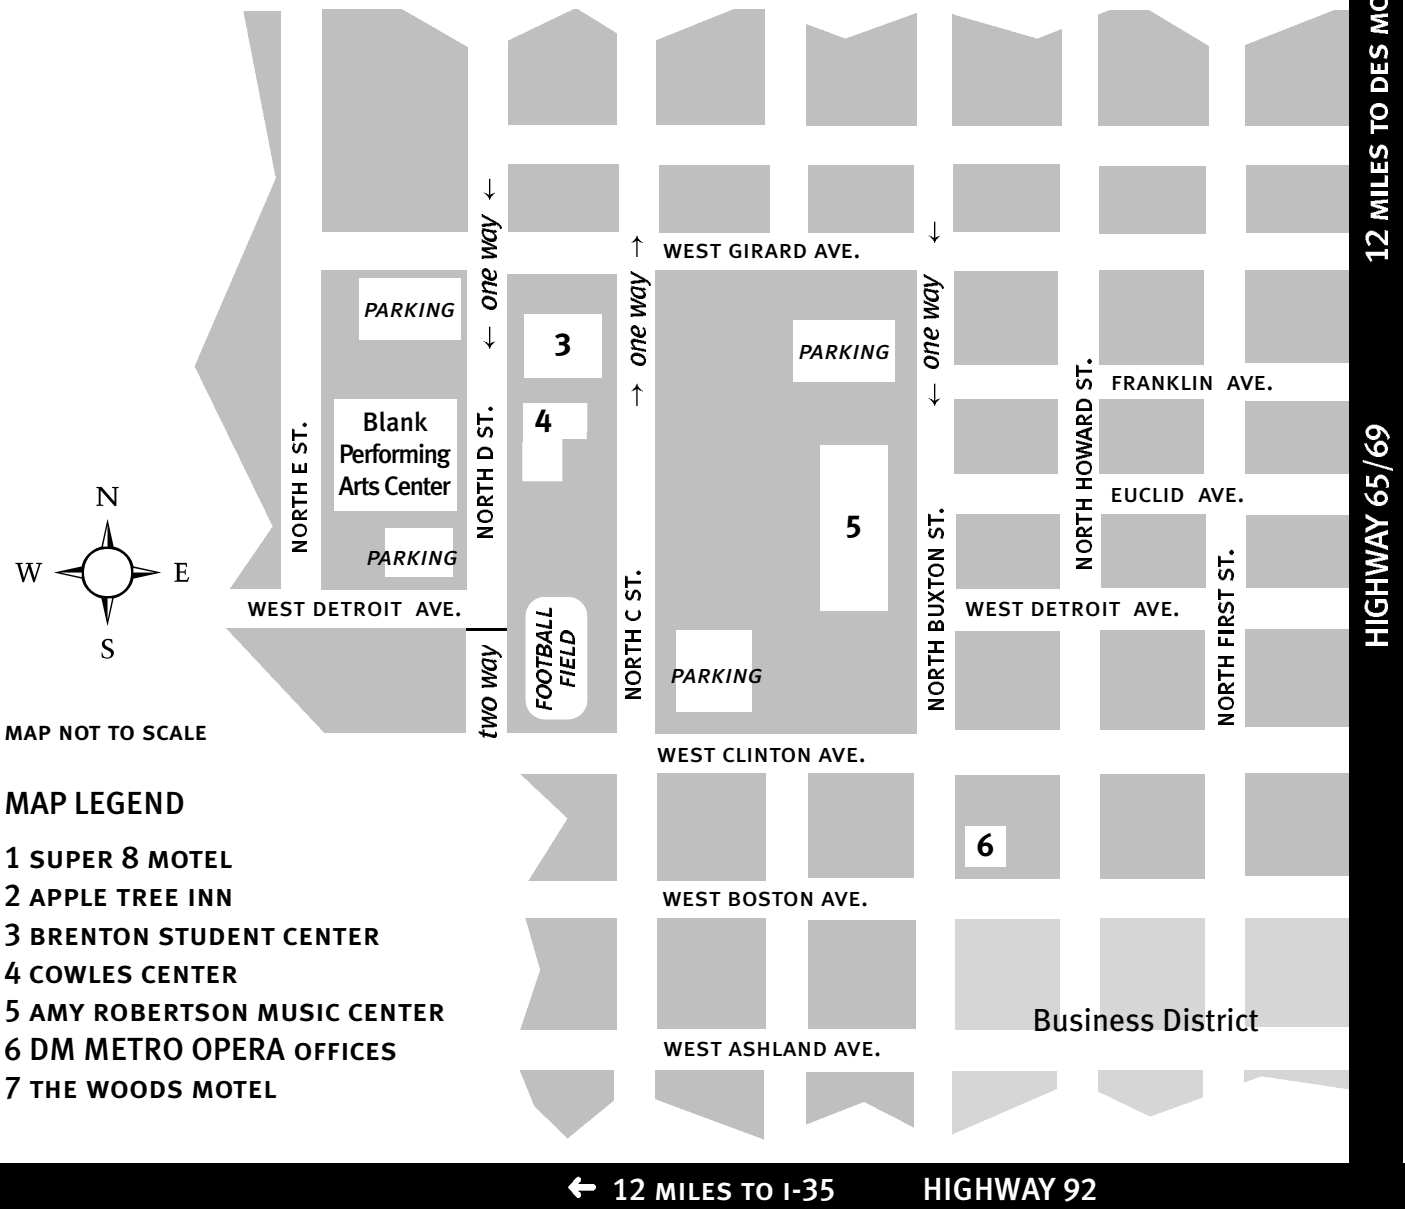 12 MILES TO DES MO
WEST GIRARD AVE.
one way
one way
one way
PARKING
3
PARKING
FRANKLIN AVE.
4
Blank
Performing
Arts Center
NORTH E ST.
NORTH D ST.
NORTH HOWARD ST.
HIGHWAY 65/69
EUCLID AVE.
5
N
W
E
S
PARKING
NORTH C ST.
NORTH BUXTON ST.
NORTH FIRST ST.
WEST DETROIT AVE.
WEST DETROIT AVE.
FOOTBALL
FIELD
two way
PARKING
MAP NOT TO SCALE
WEST CLINTON AVE.
MAP LEGEND
1 SUPER 8 MOTEL
2 APPLE TREE INN
3 BRENTON STUDENT CENTER
4 COWLES CENTER
5 AMY ROBERTSON MUSIC CENTER
6 DM METRO OPERA OFFICES
7 THE WOODS MOTEL
6
WEST BOSTON AVE.
Business District
WEST ASHLAND AVE.
← 12 MILES TO I-35
HIGHWAY 92